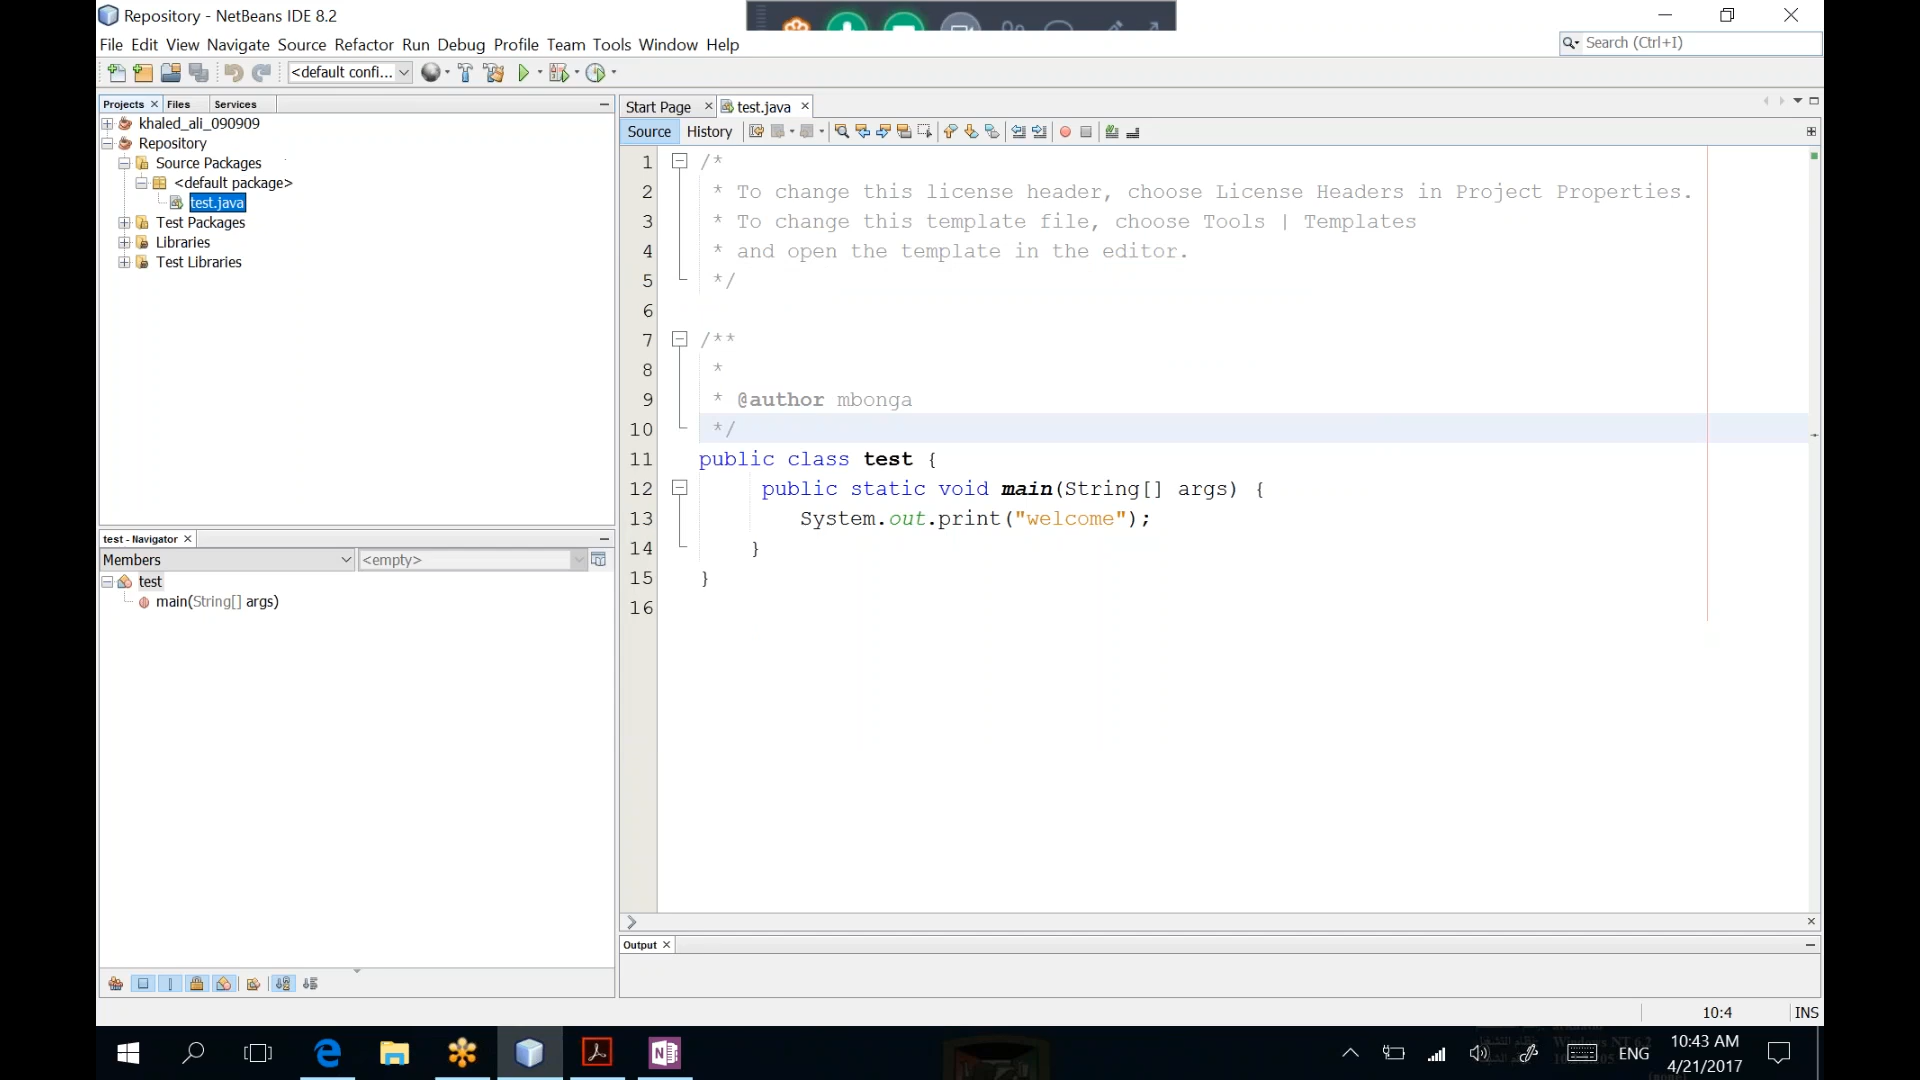 Repository - NetBeans IDE 8.2
File Edit View Navigate Source Refactor Run Debug Profile Team Tools Window Help
Search (Ctrl+I)
<default confi...
Projects Files Services
khaled_ali_090909
Repository
Source Packages
<default package>
test.java
Test Packages
Libraries
Test Libraries
test - Navigator
Members <empty>
test
main(String[] args)
Start Page test.java
Source History
1 /*
2 * To change this license header, choose License Headers in Project Properties.
3 * To change this template file, choose Tools | Templates
4 * and open the template in the editor.
5 */
6
7 /**
8 *
9 * @author mbonga
10 */
11 public class test {
12 public static void main(String[] args) {
13 System.out.print("welcome");
14 }
15 }
16
Output
10:4 INS
ENG
10:43 AM
4/21/2017